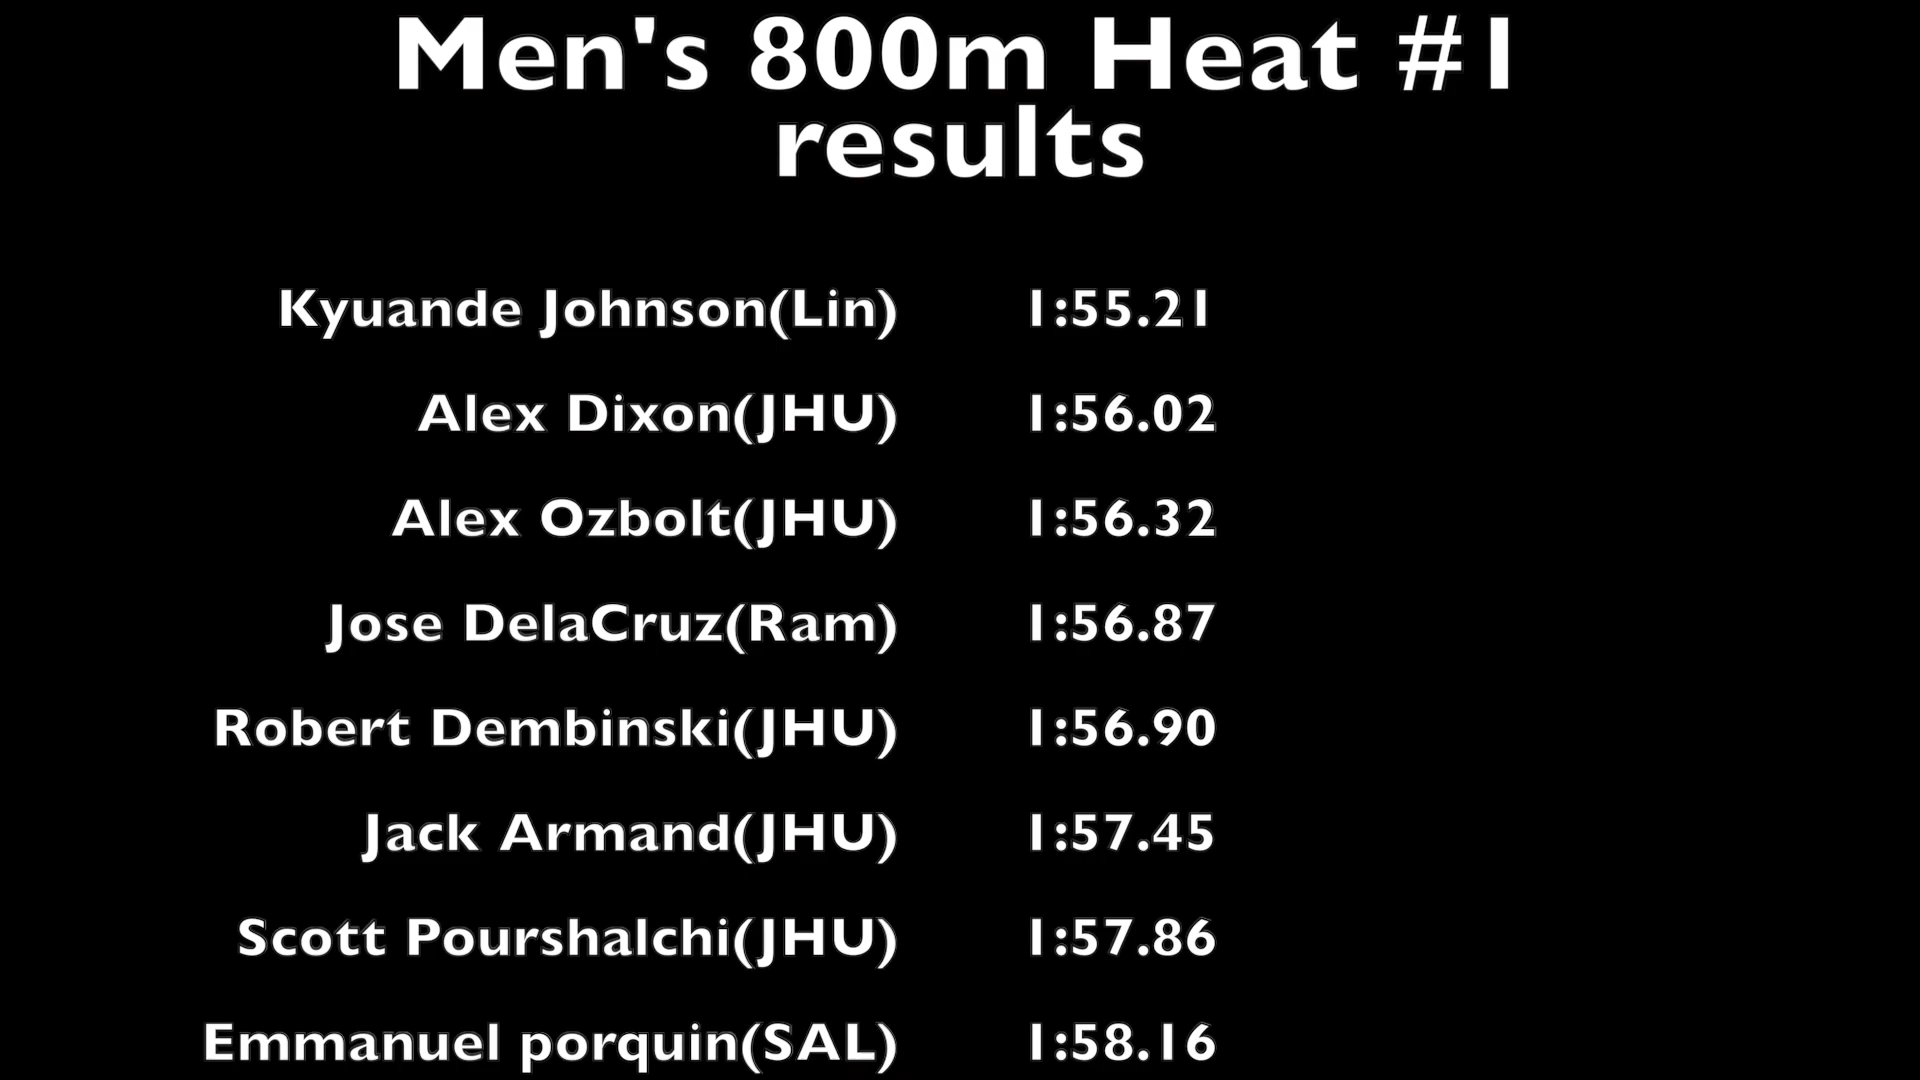 Men's 800m Heat #1
results
Kyuande Johnson(Lin) 1:55.21
Alex Dixon(JHU) 1:56.02
Alex Ozbolt(JHU) 1:56.32
Jose DelaCruz(Ram) 1:56.87
Robert Dembinski(JHU) 1:56.90
Jack Armand(JHU) 1:57.45
Scott Pourshalchi(JHU) 1:57.86
Emmanuel porquin(SAL) 1:58.16